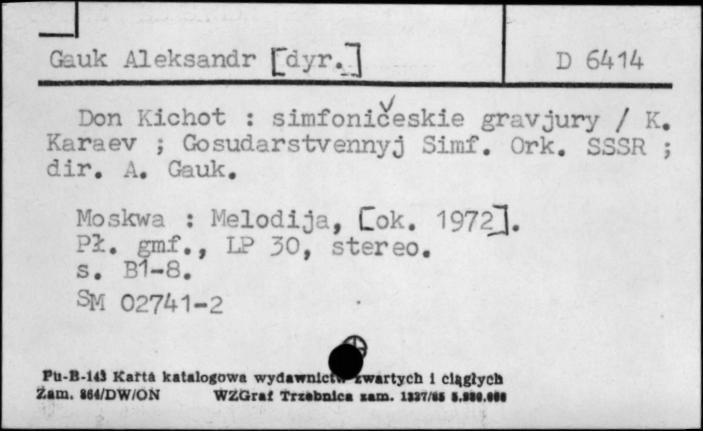 Gauk Aleksandr [dyr.]
D 6414
Don Kichot : simfoničeskie gravjury / K.
Karaev ; Gosudarstvennyj Simf. Ork. SSSR ;
dir. A. Gauk.
Moskwa : Melodija, [ok. 1972].
Pł. gmf., LP 30, stereo.
s. B1-8.
SM 02741-2
Pu-B-143 Karta katalogowa wydawnictw zwartych i ciągłych
Zam. 864/DW/ON WZGraf Trzebnica zam.